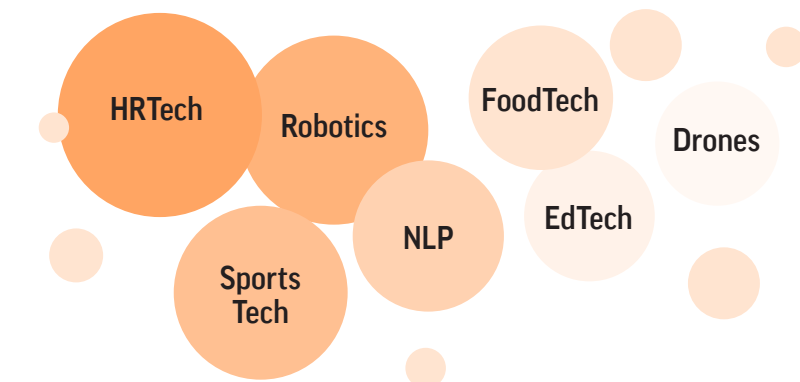 HRTech
Robotics
FoodTech
Drones
NLP
EdTech
Sports
Tech